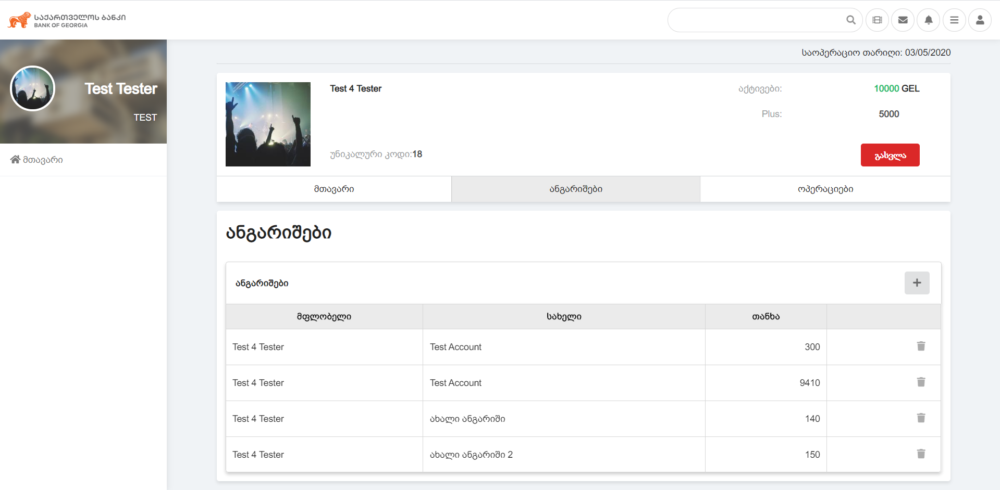 საქართველოს ბანკი
BANK OF GEORGIA
Test Tester
TEST
მთავარი
საოპერაციო თარიღი: 03/05/2020
Test 4 Tester
აქტივები: 10000 GEL
Plus: 5000
უნიკალური კოდი:18
გასვლა
მთავარი ანგარიშები ოპერაციები
ანგარიშები
ანგარიშები
მფლობელი სახელი თანხა
Test 4 Tester Test Account 300
Test 4 Tester Test Account 9410
Test 4 Tester ახალი ანგარიში 140
Test 4 Tester ახალი ანგარიში 2 150